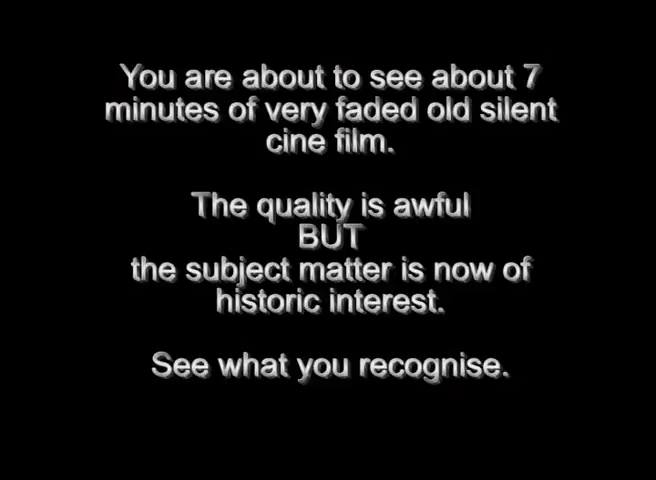 You are about to see about 7
minutes of very faded old silent
cine film.
The quality is awful
BUT
the subject matter is now of
historic interest.
See what you recognise.